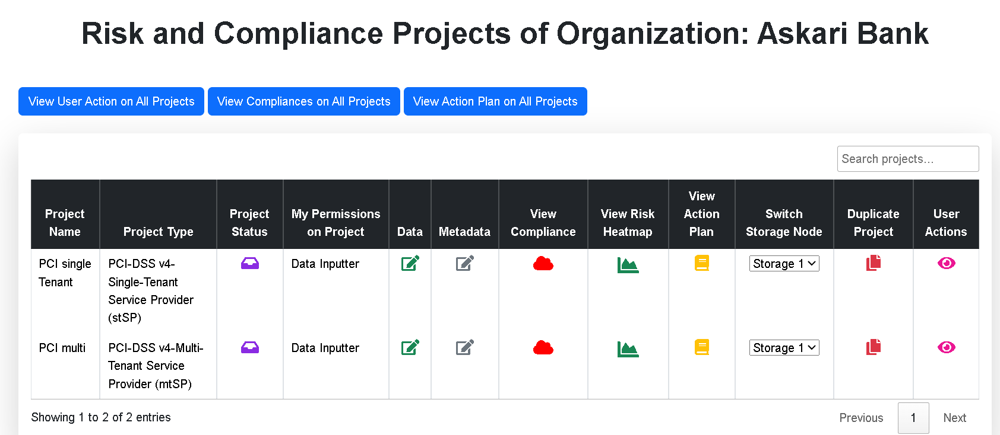 Risk and Compliance Projects of Organization: Askari Bank
View User Action on All Projects
View Compliances on All Projects
View Action Plan on All Projects
Search projects...
Project
Name
Project Type
Project
Status
My Permissions
on Project
Data
Metadata
View
Compliance
View Risk
Heatmap
View
Action
Plan
Switch
Storage Node
Duplicate
Project
User
Actions
PCI single
Tenant
PCI-DSS v4-
Single-Tenant
Service Provider
(stSP)
Data Inputter
Storage 1
PCI multi
PCI-DSS v4-Multi-
Tenant Service
Provider (mtSP)
Data Inputter
Storage 1
Showing 1 to 2 of 2 entries
Previous
1
Next